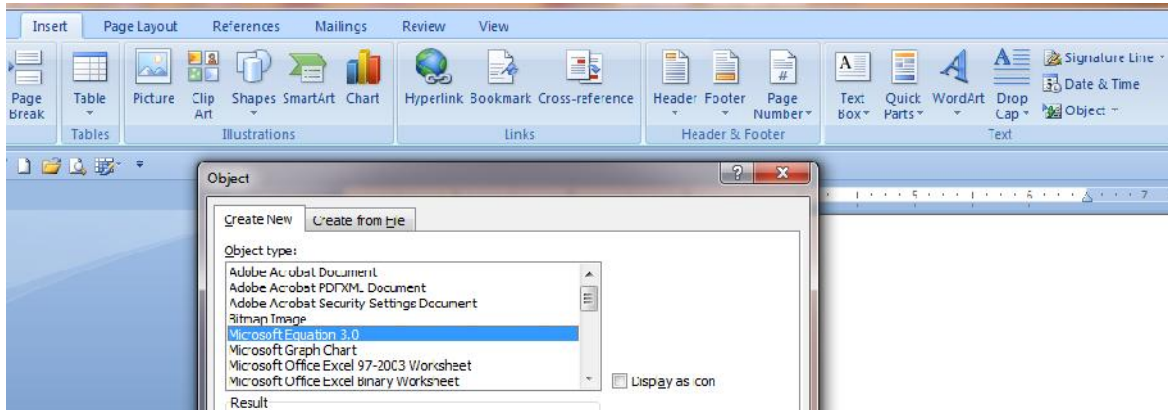 Insert Page Layout References Mailings Review View
Page Break
Table
Picture
Clip Art
Shapes
SmartArt
Chart
Hyperlink
Bookmark
Cross-reference
Header
Footer
Page Number
Text Box
Quick Parts
WordArt
Drop Cap
Signature Line
Date & Time
Object
Tables
Illustrations
Links
Header & Footer
Text
Object
5 6 7
Create New Create from File
Object type:
Adobe Acrobat Document
Adobe Acrobat PDFXML Document
Adobe Acrobat Security Settings Document
Bitmap Image
Microsoft Equation 3.0
Microsoft Graph Chart
Microsoft Office Excel 97-2003 Worksheet
Microsoft Office Excel Binary Worksheet
Display as icon
Result